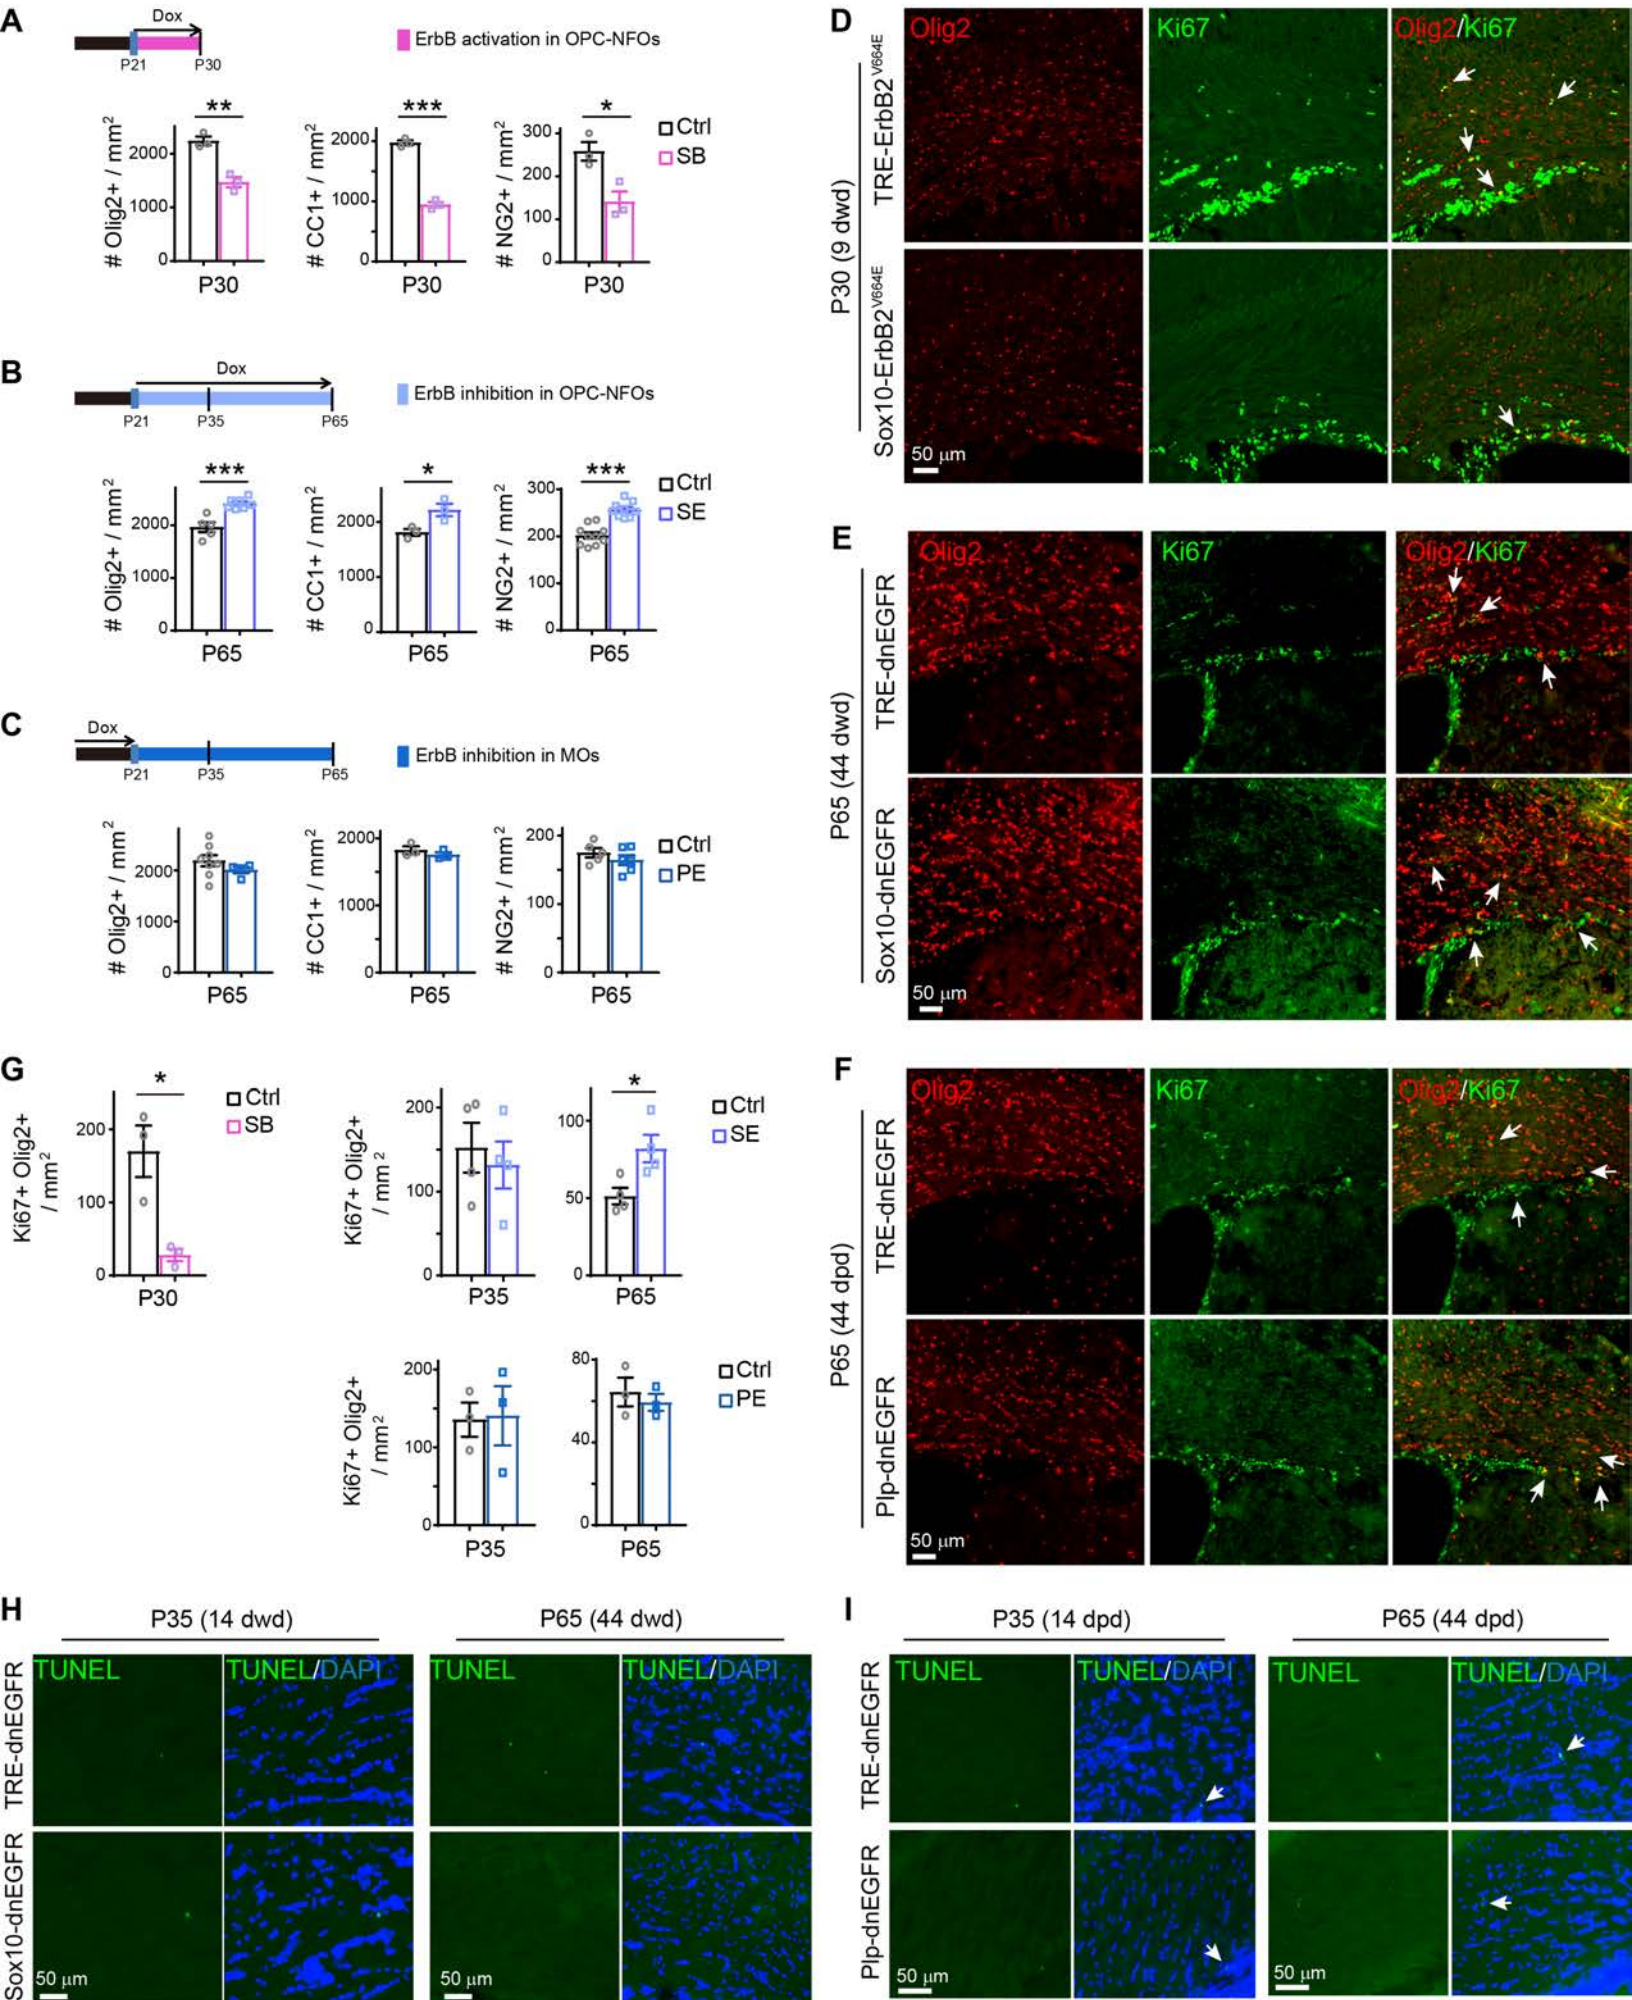 A
Dox
P21
P30
ErbB activation in OPC-NFOs
# Olig2+ / mm2
2000
1000
0
**
P30
# CC1+ / mm2
2000
1000
0
***
P30
# NG2+ / mm2
300
200
100
0
*
P30
Ctrl
SB
B
Dox
P21
P35
P65
ErbB inhibition in OPC-NFOs
# Olig2+ / mm2
2000
1000
0
***
P65
# CC1+ / mm2
2000
1000
0
*
P65
# NG2+ / mm2
300
200
100
0
***
P65
Ctrl
SE
C
Dox
P21
P35
P65
ErbB inhibition in MOs
# Olig2+ / mm2
2000
1000
0
P65
# CC1+ / mm2
2000
1000
0
P65
# NG2+ / mm2
200
100
0
P65
Ctrl
PE
D
P30 (9 dwd)
TRE-ErbB2V664E
Sox10-ErbB2V664E
Olig2
Ki67
Olig2/Ki67
50 μm
E
P65 (44 dwd)
TRE-dnEGFR
Sox10-dnEGFR
Olig2
Ki67
Olig2/Ki67
50 μm
F
P65 (44 dpd)
TRE-dnEGFR
Plp-dnEGFR
Olig2
Ki67
Olig2/Ki67
50 μm
G
Ki67+ Olig2+
/ mm2
200
100
0
*
P30
Ctrl
SB
Ki67+ Olig2+
/ mm2
200
100
0
P35
100
50
0
*
P65
Ctrl
SE
Ki67+ Olig2+
/ mm2
200
100
0
P35
80
40
0
P65
Ctrl
PE
H
P35 (14 dwd)
P65 (44 dwd)
TRE-dnEGFR
Sox10-dnEGFR
TUNEL
TUNEL/DAPI
TUNEL
TUNEL/DAPI
50 μm
50 μm
I
P35 (14 dpd)
P65 (44 dpd)
TRE-dnEGFR
Plp-dnEGFR
TUNEL
TUNEL/DAPI
TUNEL
TUNEL/DAPI
50 μm
50 μm